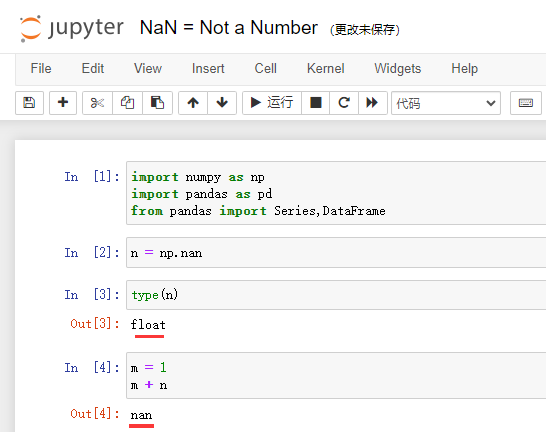 jupyter NaN = Not a Number (更改未保存)
File Edit View Insert Cell Kernel Widgets Help
运行 代码
In [1]: import numpy as np
import pandas as pd
from pandas import Series,DataFrame
In [2]: n = np.nan
In [3]: type(n)
Out[3]: float
In [4]: m = 1
m + n
Out[4]: nan